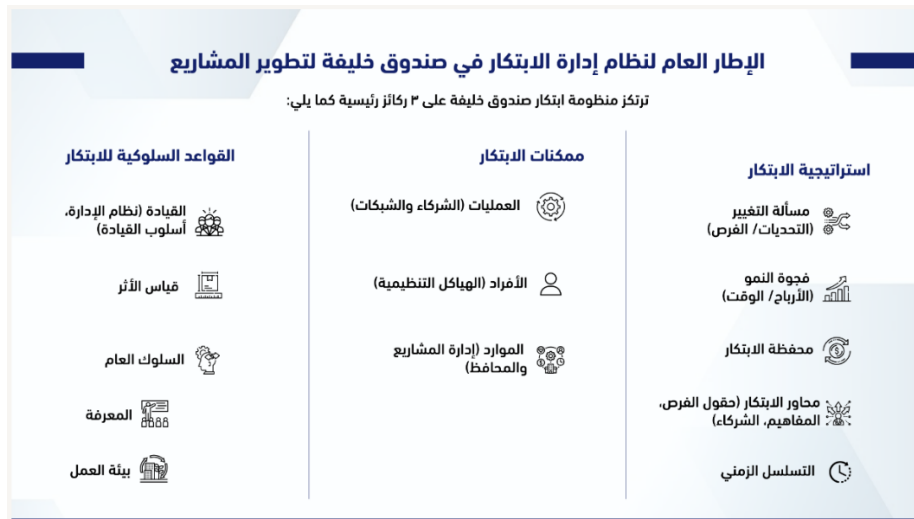 الإطار العام لنظام إدارة الابتكار في صندوق خليفة لتطوير المشاريع
ترتكز منظومة ابتكار صندوق خليفة على ٣ ركائز رئيسية كما يلي:
استراتيجية الابتكار
مسألة التغيير
(التحديات/ الفرص)
فجوة النمو
(الأرباح/ الوقت)
محفظة الابتكار
محاور الابتكار (حقول الفرص،
المفاهيم، الشركاء)
التسلسل الزمني
ممكنات الابتكار
العمليات (الشركاء والشبكات)
الأفراد (الهياكل التنظيمية)
الموارد (إدارة المشاريع
والمحافظ)
القواعد السلوكية للابتكار
القيادة (نظام الإدارة،
أسلوب القيادة)
قياس الأثر
السلوك العام
المعرفة
بيئة العمل